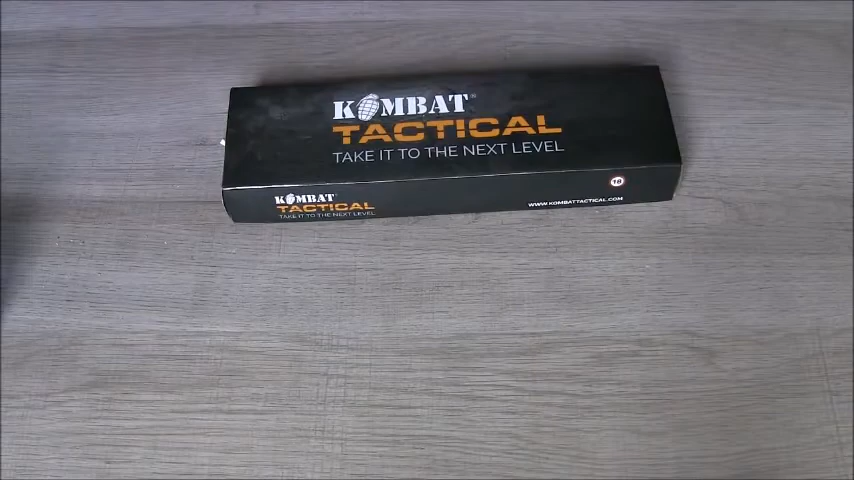 KOMBAT®
TACTICAL
TAKE IT TO THE NEXT LEVEL
KOMBAT
TACTICAL
TAKE IT TO THE NEXT LEVEL
18
WWW.KOMBATTACTICAL.COM